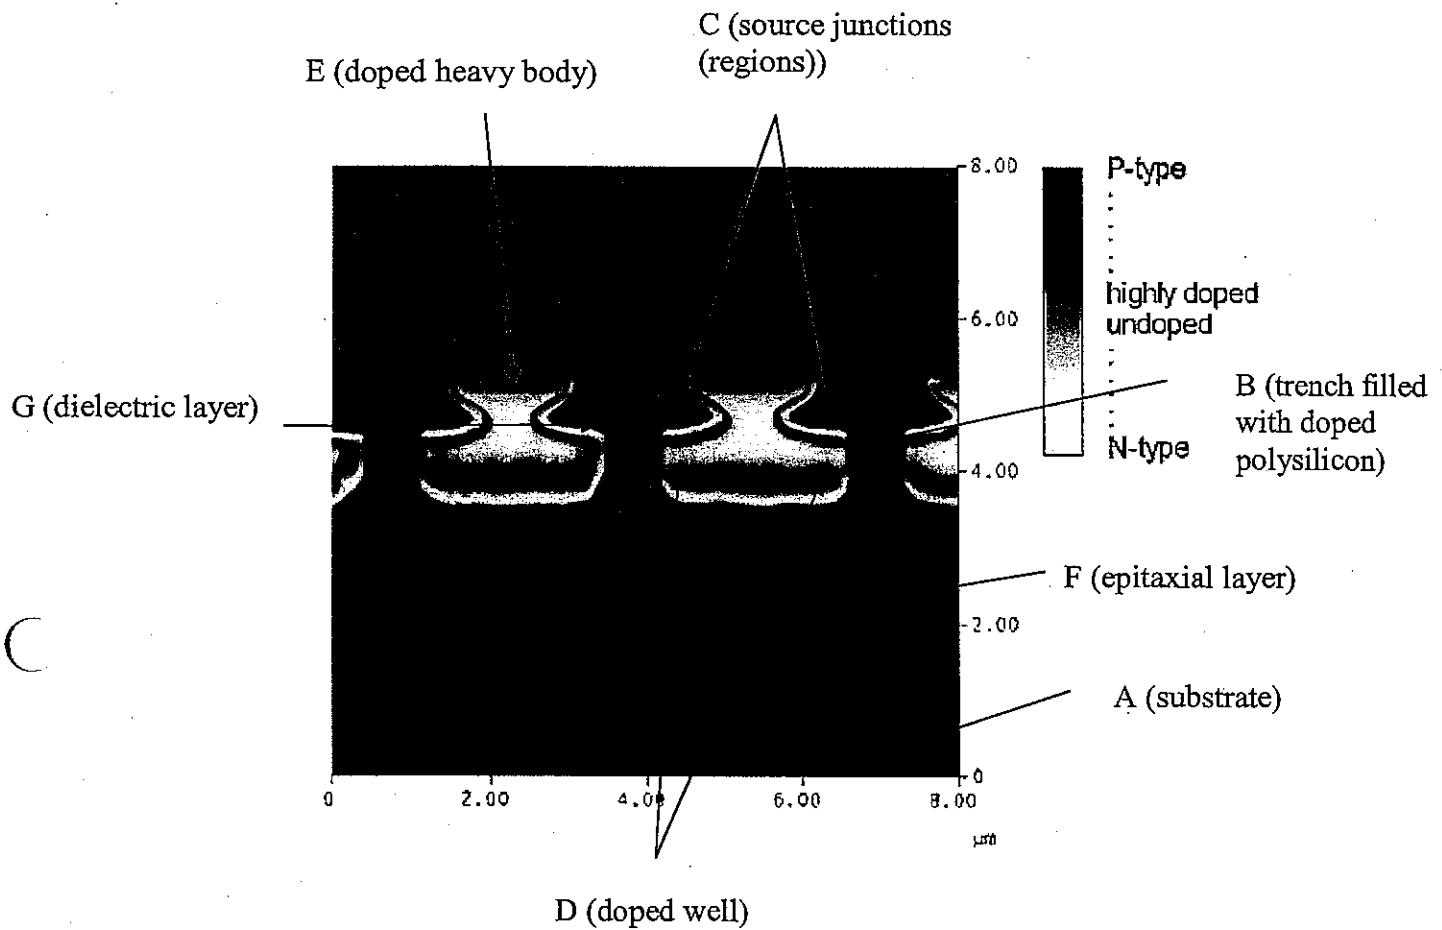 C (source junctions
(regions))
E (doped heavy body)
8.00
P-type
highly doped
undoped
6.00
G (dielectric layer)
B (trench filled
with doped
polysilicon)
N-type
4.00
F (epitaxial layer)
2.00
A (substrate)
0
0
2.00
4.00
6.00
8.00
µm
D (doped well)